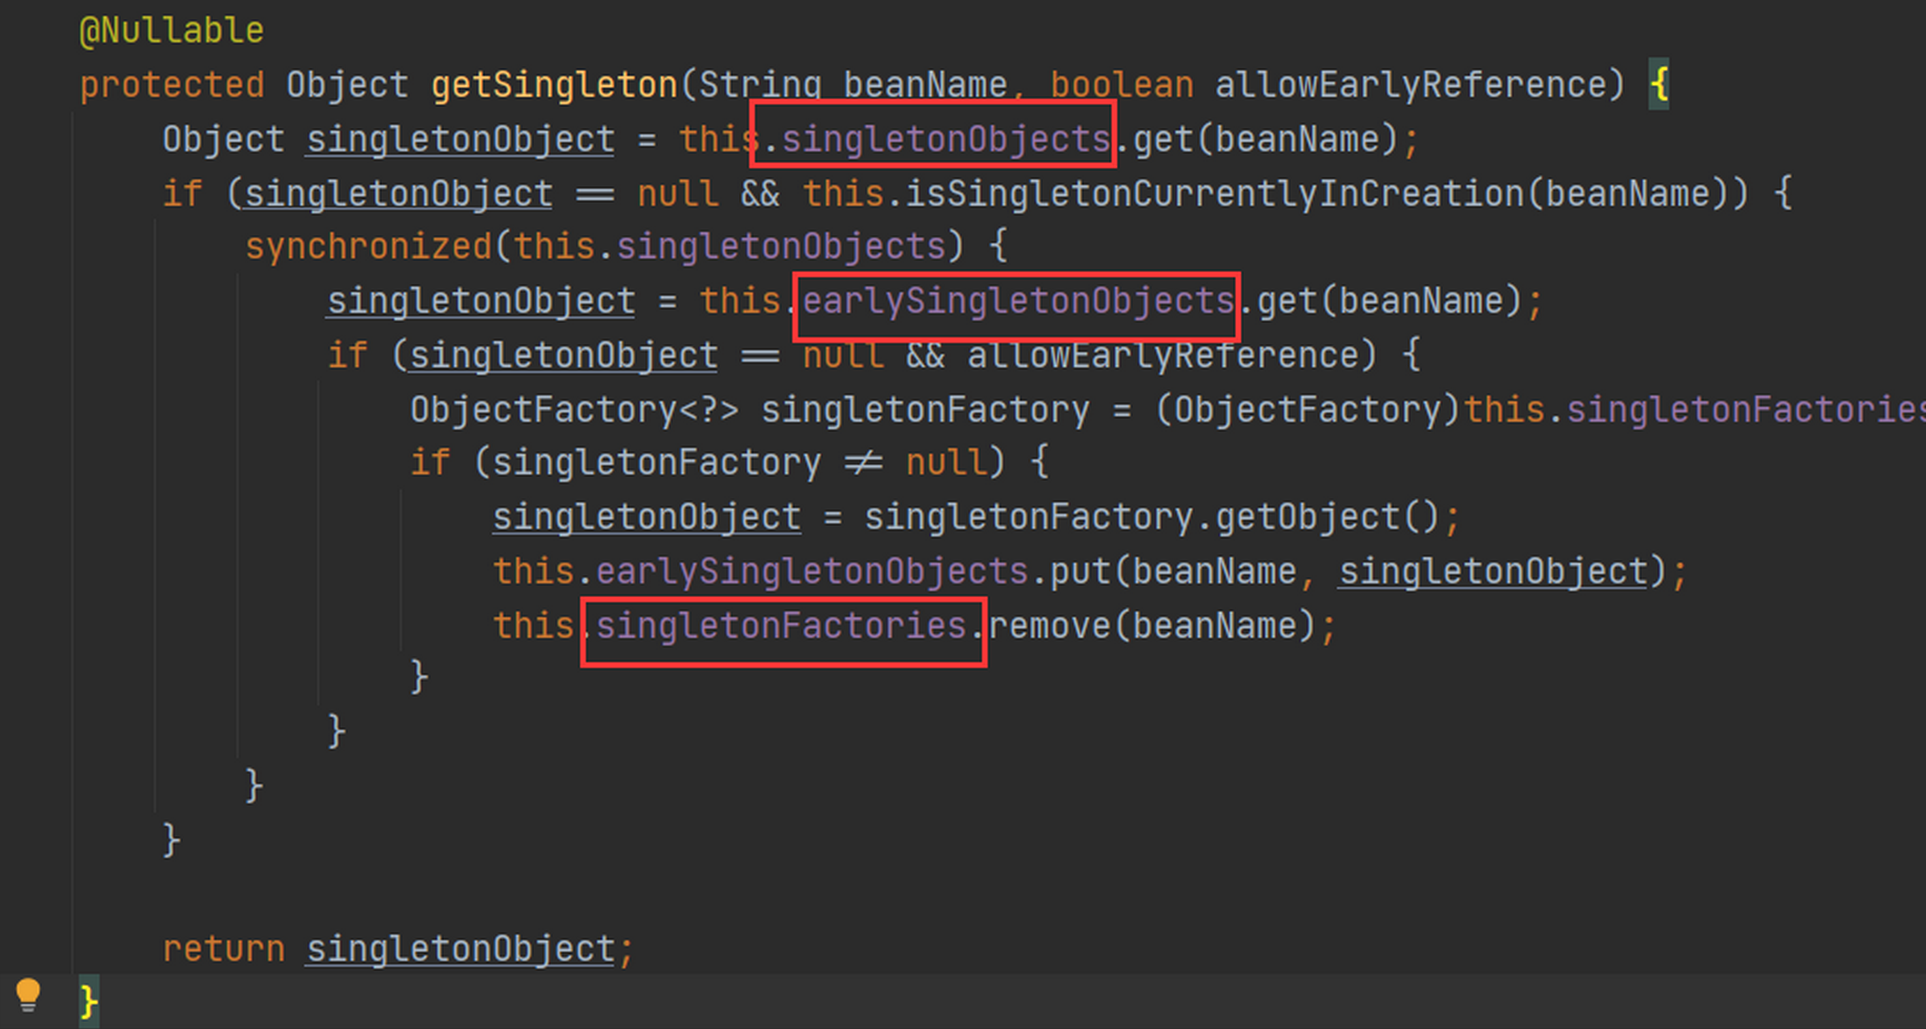 @Nullable
protected Object getSingleton(String beanName, boolean allowEarlyReference) {
    Object singletonObject = this.singletonObjects.get(beanName);
    if (singletonObject == null && this.isSingletonCurrentlyInCreation(beanName)) {
        synchronized(this.singletonObjects) {
            singletonObject = this.earlySingletonObjects.get(beanName);
            if (singletonObject == null && allowEarlyReference) {
                ObjectFactory<?> singletonFactory = (ObjectFactory)this.singletonFactories
                if (singletonFactory != null) {
                    singletonObject = singletonFactory.getObject();
                    this.earlySingletonObjects.put(beanName, singletonObject);
                    this.singletonFactories.remove(beanName);
                }
            }
        }
    }
    return singletonObject;
}